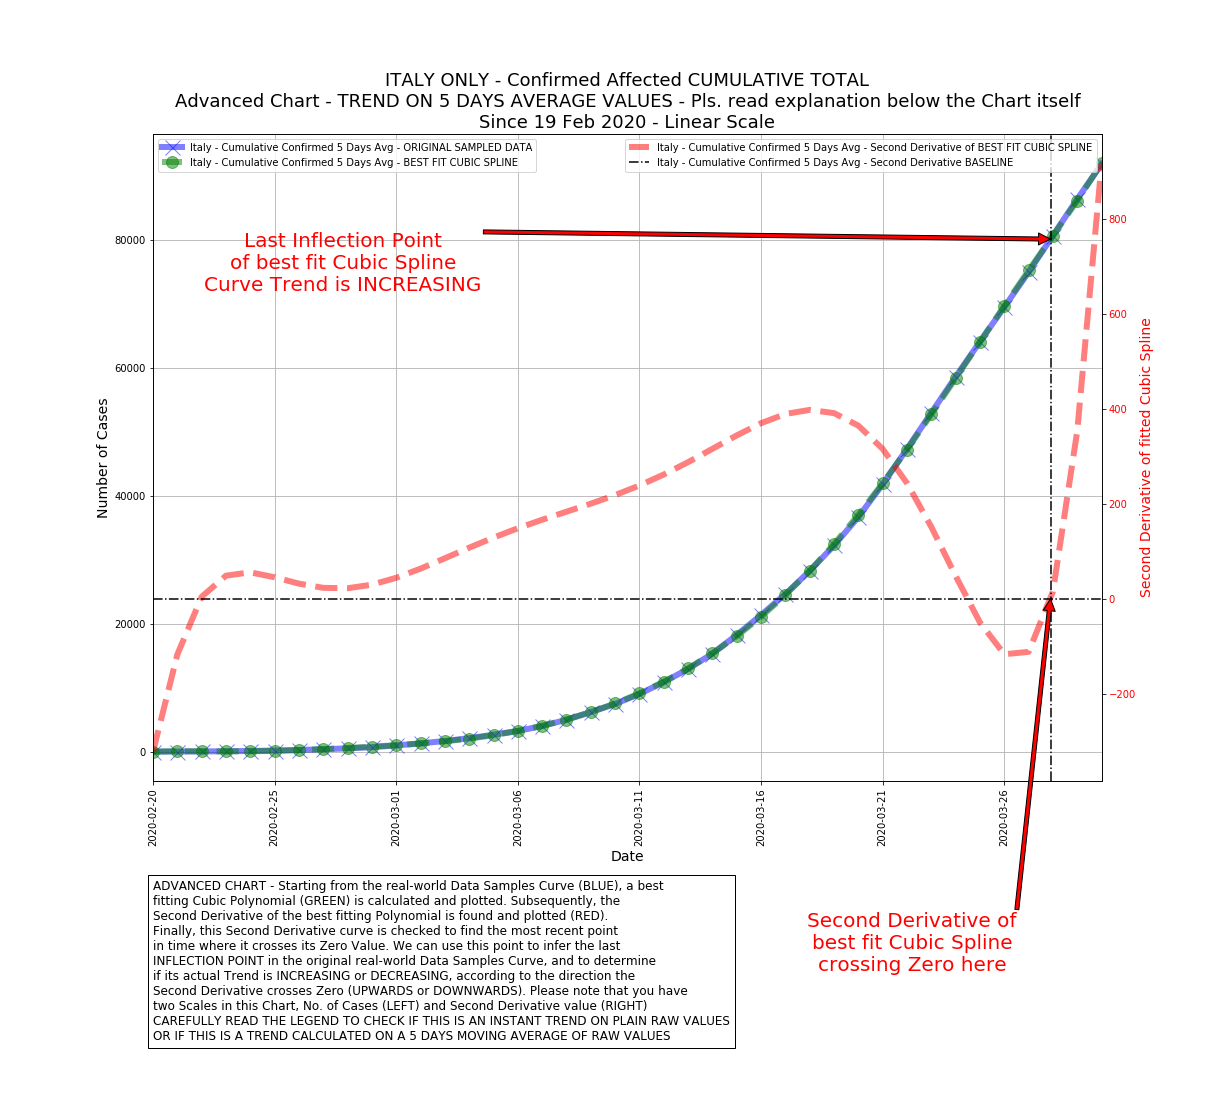 ITALY ONLY - Confirmed Affected CUMULATIVE TOTAL
Advanced Chart - TREND ON 5 DAYS AVERAGE VALUES - Pls. read explanation below the Chart itself
Since 19 Feb 2020 - Linear Scale
Italy - Cumulative Confirmed 5 Days Avg - ORIGINAL SAMPLED DATA
Italy - Cumulative Confirmed 5 Days Avg - BEST FIT CUBIC SPLINE
Italy - Cumulative Confirmed 5 Days Avg - Second Derivative of BEST FIT CUBIC SPLINE
Italy - Cumulative Confirmed 5 Days Avg - Second Derivative BASELINE
Last Inflection Point
of best fit Cubic Spline
Curve Trend is INCREASING
Number of Cases
80000
60000
40000
20000
0
800
600
400
200
0
−200
Second Derivative of fitted Cubic Spline
2020-02-20
2020-02-25
2020-03-01
2020-03-06
2020-03-11
2020-03-16
2020-03-21
2020-03-26
Date
Second Derivative of
best fit Cubic Spline
crossing Zero here
ADVANCED CHART - Starting from the real-world Data Samples Curve (BLUE), a best
fitting Cubic Polynomial (GREEN) is calculated and plotted. Subsequently, the
Second Derivative of the best fitting Polynomial is found and plotted (RED).
Finally, this Second Derivative curve is checked to find the most recent point
in time where it crosses its Zero Value. We can use this point to infer the last
INFLECTION POINT in the original real-world Data Samples Curve, and to determine
if its actual Trend is INCREASING or DECREASING, according to the direction the
Second Derivative crosses Zero (UPWARDS or DOWNWARDS). Please note that you have
two Scales in this Chart, No. of Cases (LEFT) and Second Derivative value (RIGHT)
CAREFULLY READ THE LEGEND TO CHECK IF THIS IS AN INSTANT TREND ON PLAIN RAW VALUES
OR IF THIS IS A TREND CALCULATED ON A 5 DAYS MOVING AVERAGE OF RAW VALUES